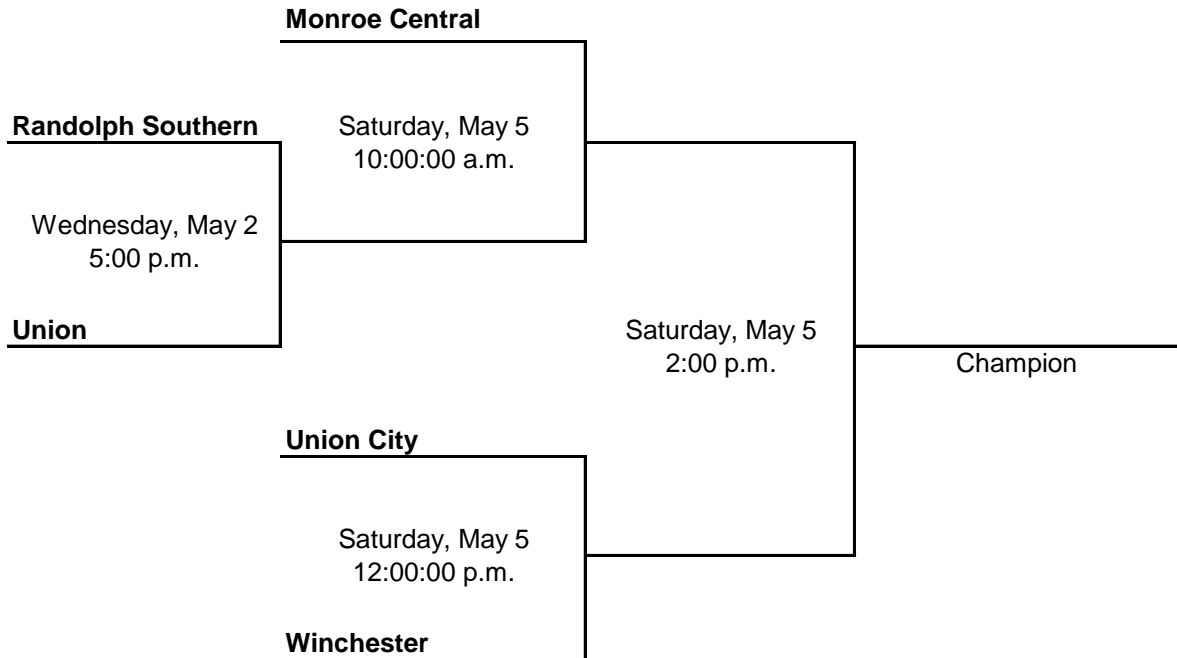 Monroe Central
Randolph Southern
Saturday, May 5
10:00:00 a.m.
Wednesday, May 2
5:00 p.m.
Union
Saturday, May 5
2:00 p.m.
Champion
Union City
Saturday, May 5
12:00:00 p.m.
Winchester